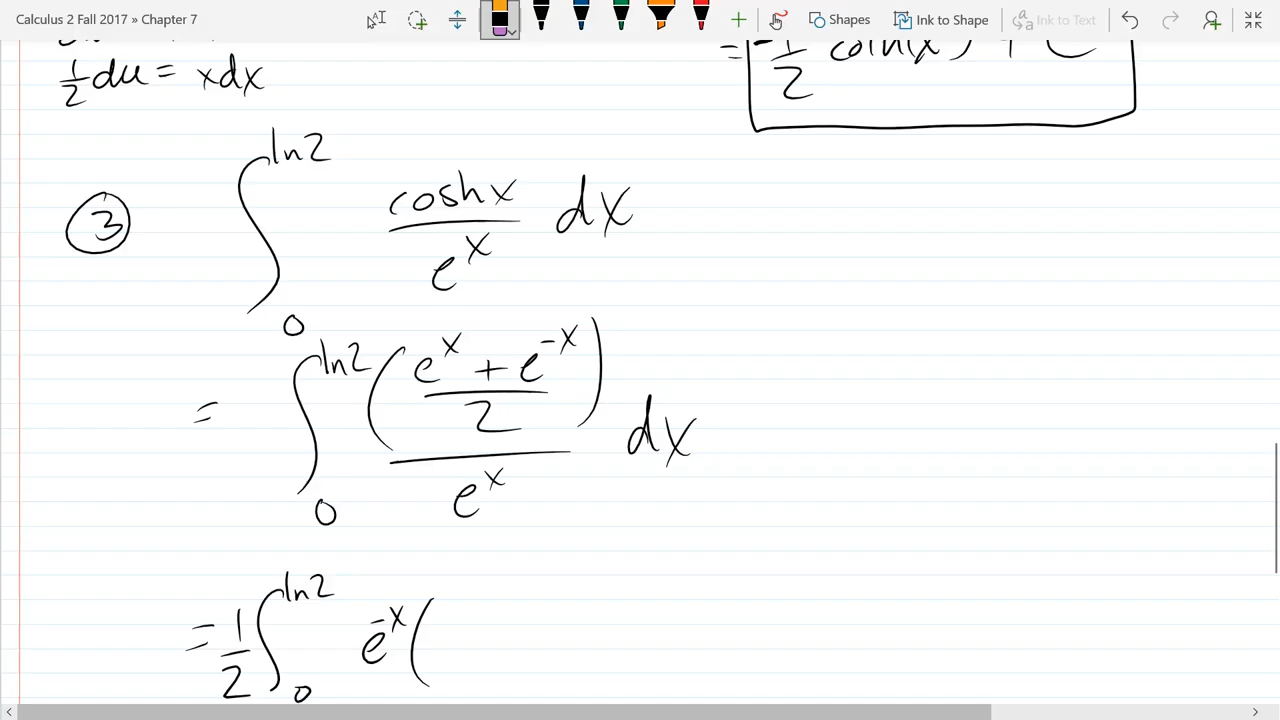 Calculus 2 Fall 2017 » Chapter 7
Shapes
Ink to Shape
Ink to Text
½ du = x dx
= -1/2 coth(x²) + C
③ ∫₀^{ln2} cosh x / e^x dx
= ∫₀^{ln2} ((e^x + e^{-x}) / 2) / e^x dx
= ½ ∫₀^{ln2} e^{-x} (